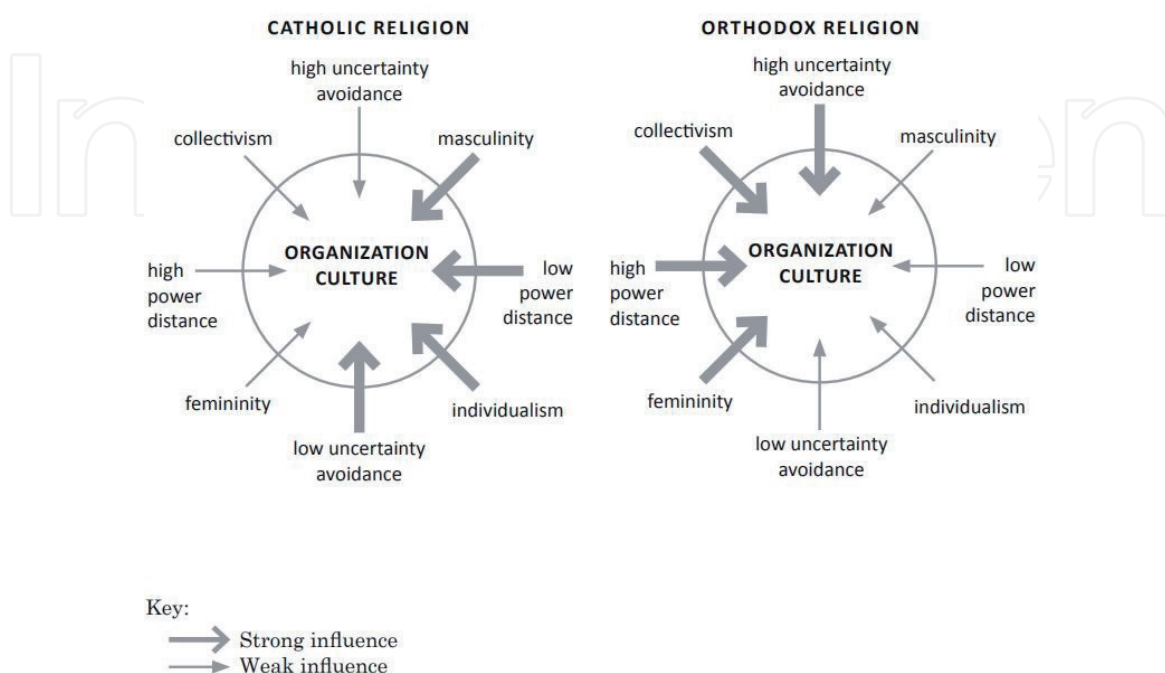 CATHOLIC RELIGION
high uncertainty
avoidance
collectivism
masculinity
ORGANIZATION
CULTURE
high
power
distance
low
power
distance
femininity
individualism
low uncertainty
avoidance
ORTHODOX RELIGION
high uncertainty
avoidance
collectivism
masculinity
ORGANIZATION
CULTURE
high
power
distance
low
power
distance
femininity
individualism
low uncertainty
avoidance
Key:
Strong influence
Weak influence